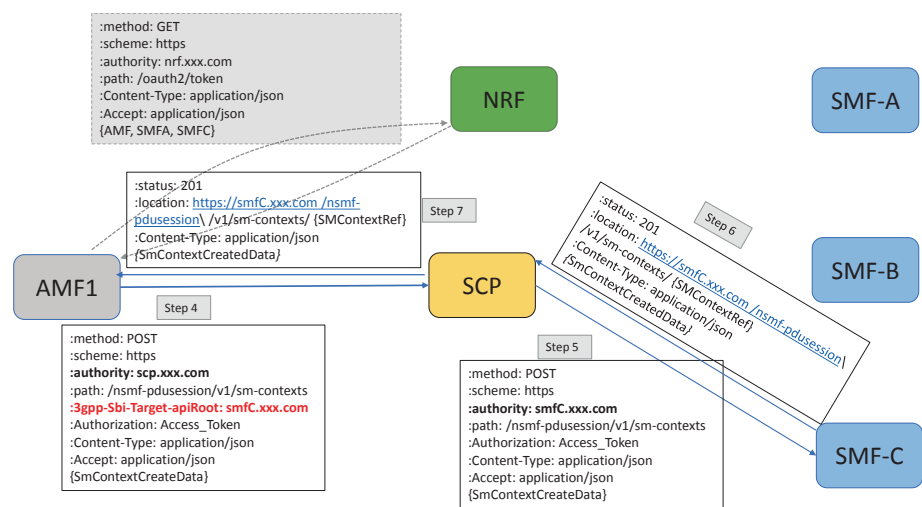 :method: GET
:scheme: https
:authority: nrf.xxx.com
:path: /oauth2/token
:Content-Type: application/json
:Accept: application/json
{AMF, SMFA, SMFC}
NRF
SMF-A
:status: 201
:location: https://smfC.xxx.com /nsmf-
pdusession\ /v1/sm-contexts/ {SMContextRef}
:Content-Type: application/json
{SmContextCreatedData}
Step 7
Step 6
:status: 201
:location: https://smfC.xxx.com /nsmf-pdusession\
/v1/sm-contexts/ {SMContextRef}
:Content-Type: application/json
{SmContextCreatedData}
SMF-B
AMF1
SCP
Step 4
:method: POST
:scheme: https
:authority: scp.xxx.com
:path: /nsmf-pdusession/v1/sm-contexts
:3gpp-Sbi-Target-apiRoot: smfC.xxx.com
:Authorization: Access_Token
:Content-Type: application/json
:Accept: application/json
{SmContextCreateData}
Step 5
:method: POST
:scheme: https
:authority: smfC.xxx.com
:path: /nsmf-pdusession/v1/sm-contexts
:Authorization: Access_Token
:Content-Type: application/json
:Accept: application/json
{SmContextCreateData}
SMF-C